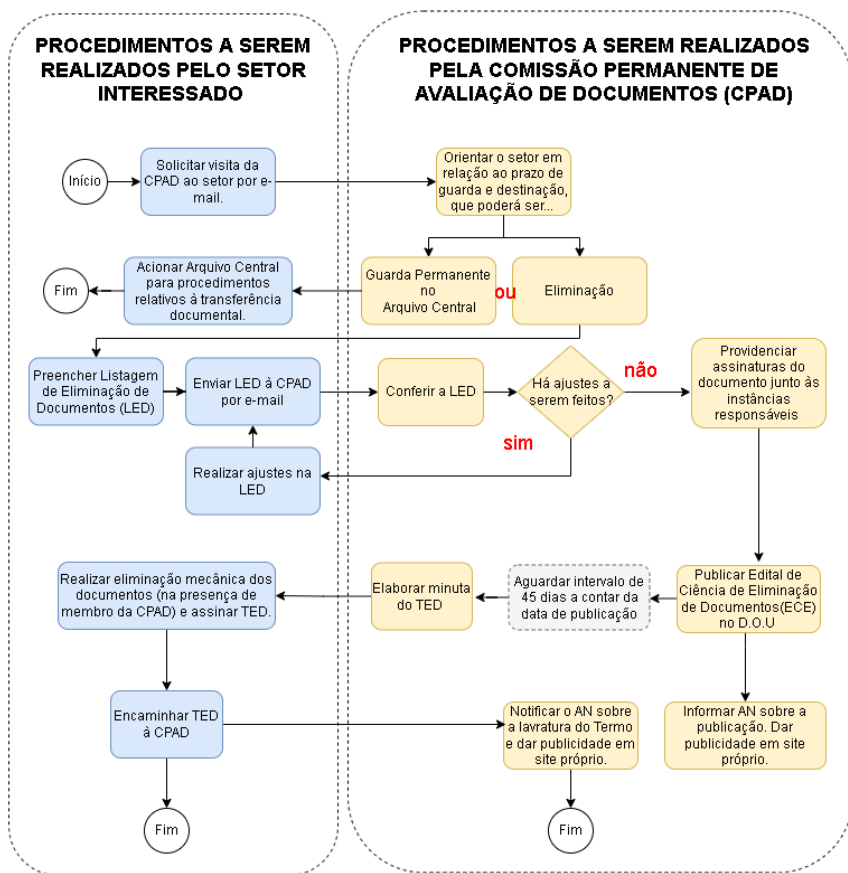 PROCEDIMENTOS A SEREM
REALIZADOS PELO SETOR
INTERESSADO
PROCEDIMENTOS A SEREM REALIZADOS
PELA COMISSÃO PERMANENTE DE
AVALIAÇÃO DE DOCUMENTOS (CPAD)
Início
Solicitar visita da
CPAD ao setor por e-
mail.
Orientar o setor em
relação ao prazo de
guarda e destinação,
que poderá ser...
Fim
Acionar Arquivo Central
para procedimentos
relativos à transferência
documental.
Guarda Permanente
no
Arquivo Central
ou
Eliminação
Preencher Listagem
de Eliminação de
Documentos (LED)
Enviar LED à CPAD
por e-mail
Conferir a LED
Há ajustes a
serem feitos?
não
Providenciar
assinaturas do
documento junto às
instâncias
responsáveis
sim
Realizar ajustes na
LED
Realizar eliminação mecânica dos
documentos (na presença de
membro da CPAD) e assinar TED.
Elaborar minuta
do TED
Aguardar intervalo de
45 dias a contar da
data de publicação
Publicar Edital de
Ciência de Eliminação
de Documentos(ECE)
no D.O.U
Encaminhar TED
à CPAD
Notificar o AN sobre
a lavratura do Termo
e dar publicidade em
site próprio.
Informar AN sobre a
publicação. Dar
publicidade em site
próprio.
Fim
Fim